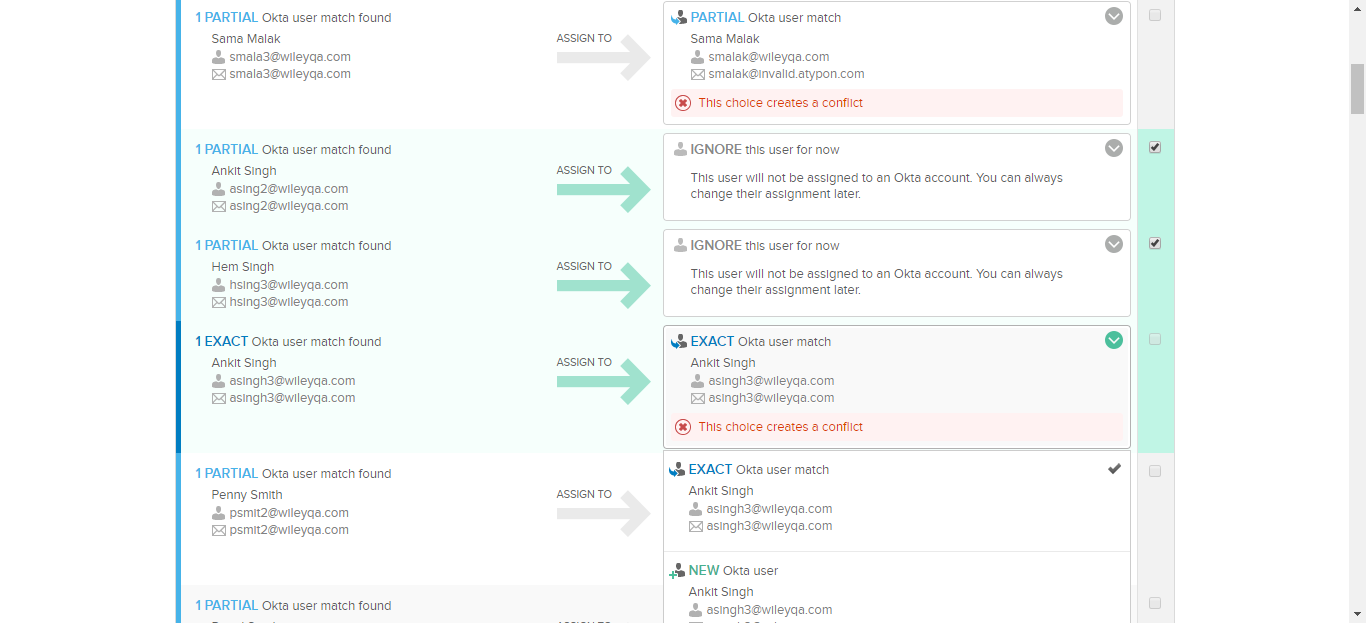 1 PARTIAL Okta user match found
Sama Malak
smala3@wileyqa.com
smala3@wileyqa.com
ASSIGN TO
PARTIAL Okta user match
Sama Malak
smalak@wileyqa.com
smalak@invalid.atypon.com
This choice creates a conflict
1 PARTIAL Okta user match found
Ankit Singh
asing2@wileyqa.com
asing2@wileyqa.com
ASSIGN TO
IGNORE this user for now
This user will not be assigned to an Okta account. You can always
change their assignment later.
1 PARTIAL Okta user match found
Hem Singh
hsing3@wileyqa.com
hsing3@wileyqa.com
ASSIGN TO
IGNORE this user for now
This user will not be assigned to an Okta account. You can always
change their assignment later.
1 EXACT Okta user match found
Ankit Singh
asingh3@wileyqa.com
asingh3@wileyqa.com
ASSIGN TO
EXACT Okta user match
Ankit Singh
asingh3@wileyqa.com
asingh3@wileyqa.com
This choice creates a conflict
1 PARTIAL Okta user match found
Penny Smith
psmit2@wileyqa.com
psmit2@wileyqa.com
ASSIGN TO
EXACT Okta user match
Ankit Singh
asingh3@wileyqa.com
asingh3@wileyqa.com
NEW Okta user
Ankit Singh
asingh3@wileyqa.com
1 PARTIAL Okta user match found